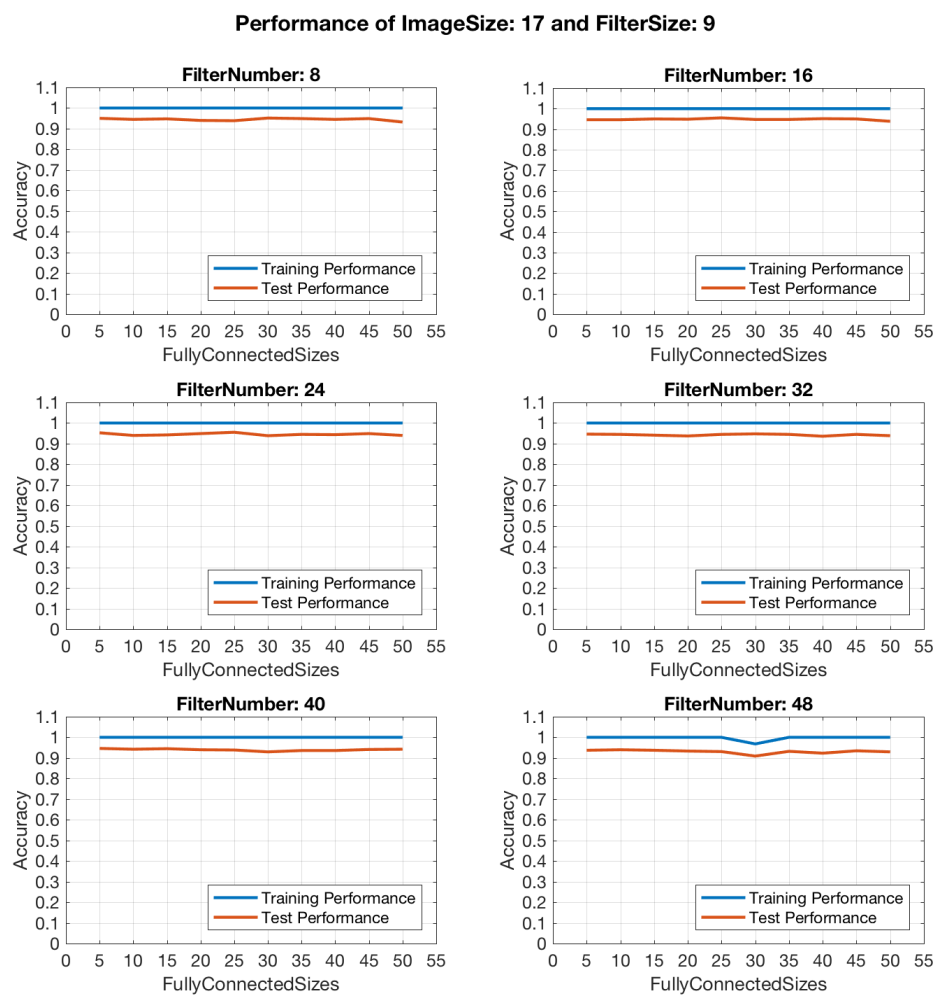 Performance of ImageSize: 17 and FilterSize: 9
FilterNumber: 8
1.1
1
0.9
0.8
0.7
0.6
0.5
0.4
0.3
0.2
0.1
0
Accuracy
Training Performance
Test Performance
0 5 10 15 20 25 30 35 40 45 50 55
FullyConnectedSizes
FilterNumber: 16
1.1
1
0.9
0.8
0.7
0.6
0.5
0.4
0.3
0.2
0.1
0
Accuracy
Training Performance
Test Performance
0 5 10 15 20 25 30 35 40 45 50 55
FullyConnectedSizes
FilterNumber: 24
1.1
1
0.9
0.8
0.7
0.6
0.5
0.4
0.3
0.2
0.1
0
Accuracy
Training Performance
Test Performance
0 5 10 15 20 25 30 35 40 45 50 55
FullyConnectedSizes
FilterNumber: 32
1.1
1
0.9
0.8
0.7
0.6
0.5
0.4
0.3
0.2
0.1
0
Accuracy
Training Performance
Test Performance
0 5 10 15 20 25 30 35 40 45 50 55
FullyConnectedSizes
FilterNumber: 40
1.1
1
0.9
0.8
0.7
0.6
0.5
0.4
0.3
0.2
0.1
0
Accuracy
Training Performance
Test Performance
0 5 10 15 20 25 30 35 40 45 50 55
FullyConnectedSizes
FilterNumber: 48
1.1
1
0.9
0.8
0.7
0.6
0.5
0.4
0.3
0.2
0.1
0
Accuracy
Training Performance
Test Performance
0 5 10 15 20 25 30 35 40 45 50 55
FullyConnectedSizes